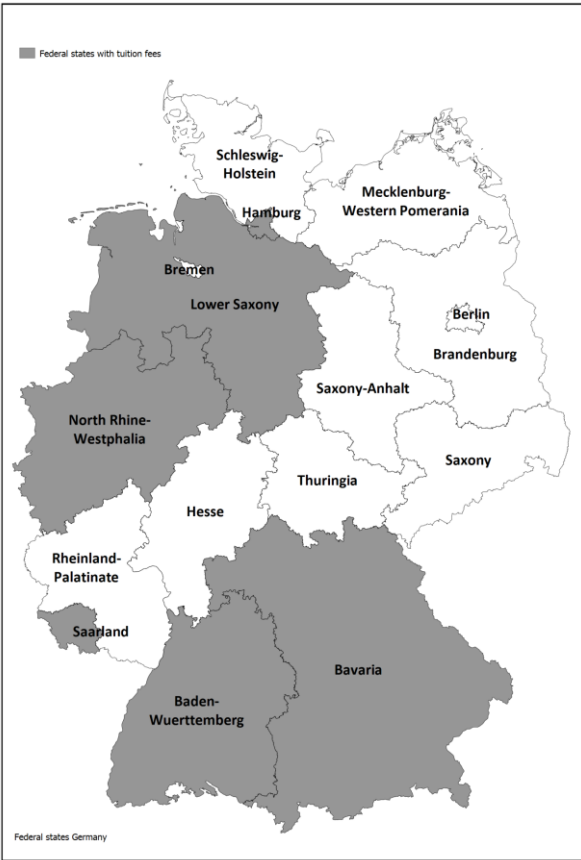 Federal states with tuition fees
Schleswig-
Holstein
Mecklenburg-
Western Pomerania
Hamburg
Bremen
Lower Saxony
Berlin
Brandenburg
Saxony-Anhalt
North Rhine-
Westphalia
Saxony
Thuringia
Hesse
Rheinland-
Palatinate
Saarland
Bavaria
Baden-
Wuerttemberg
Federal states Germany